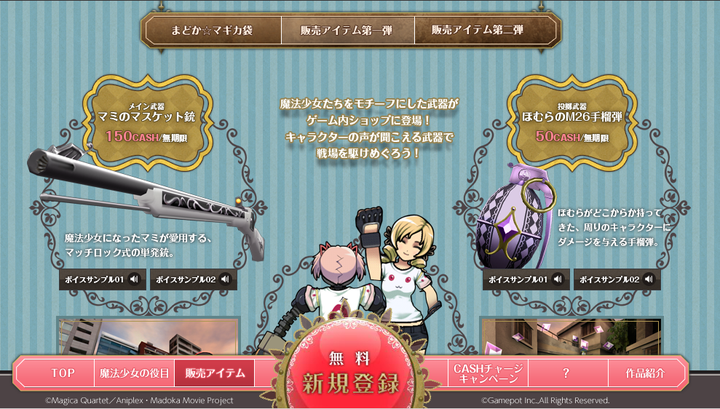 まどか☆マギカ袋
販売アイテム第一弾
販売アイテム第二弾
メイン武器
マミのマスケット銃
150CASH/無期限
魔法少女たちをモチーフにした武器が
ゲーム内ショップに登場!
キャラクターの声が聞こえる武器で
戦場を駆けめぐろう!
投擲武器
ほむらのM26手榴弾
50CASH/無期限
魔法少女になったマミが愛用する、
マッチロック式の単発銃。
ボイスサンプル01
ボイスサンプル02
ほむらがどこからか持って
きた、周りのキャラクターに
ダメージを与える手榴弾。
ボイスサンプル01
ボイスサンプル02
TOP
魔法少女の役目
販売アイテム
無料
新規登録
CASHチャージ
キャンペーン
?
作品紹介
©Magica Quartet/Aniplex・Madoka Movie Project
©Gamepot Inc.,All Rights Reserved.